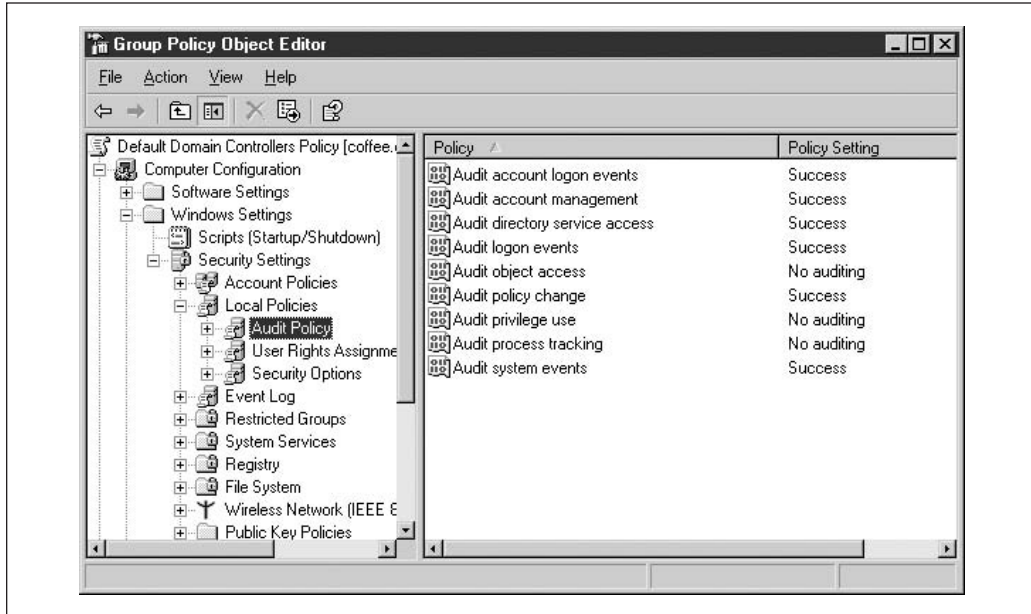 Group Policy Object Editor
File Action View Help
Default Domain Controllers Policy [coffee.
Computer Configuration
Software Settings
Windows Settings
Scripts (Startup/Shutdown)
Security Settings
Account Policies
Local Policies
Audit Policy
User Rights Assignme
Security Options
Event Log
Restricted Groups
System Services
Registry
File System
Wireless Network (IEEE 8
Public Key Policies
Policy Policy Setting
Audit account logon events Success
Audit account management Success
Audit directory service access Success
Audit logon events Success
Audit object access No auditing
Audit policy change Success
Audit privilege use No auditing
Audit process tracking No auditing
Audit system events Success